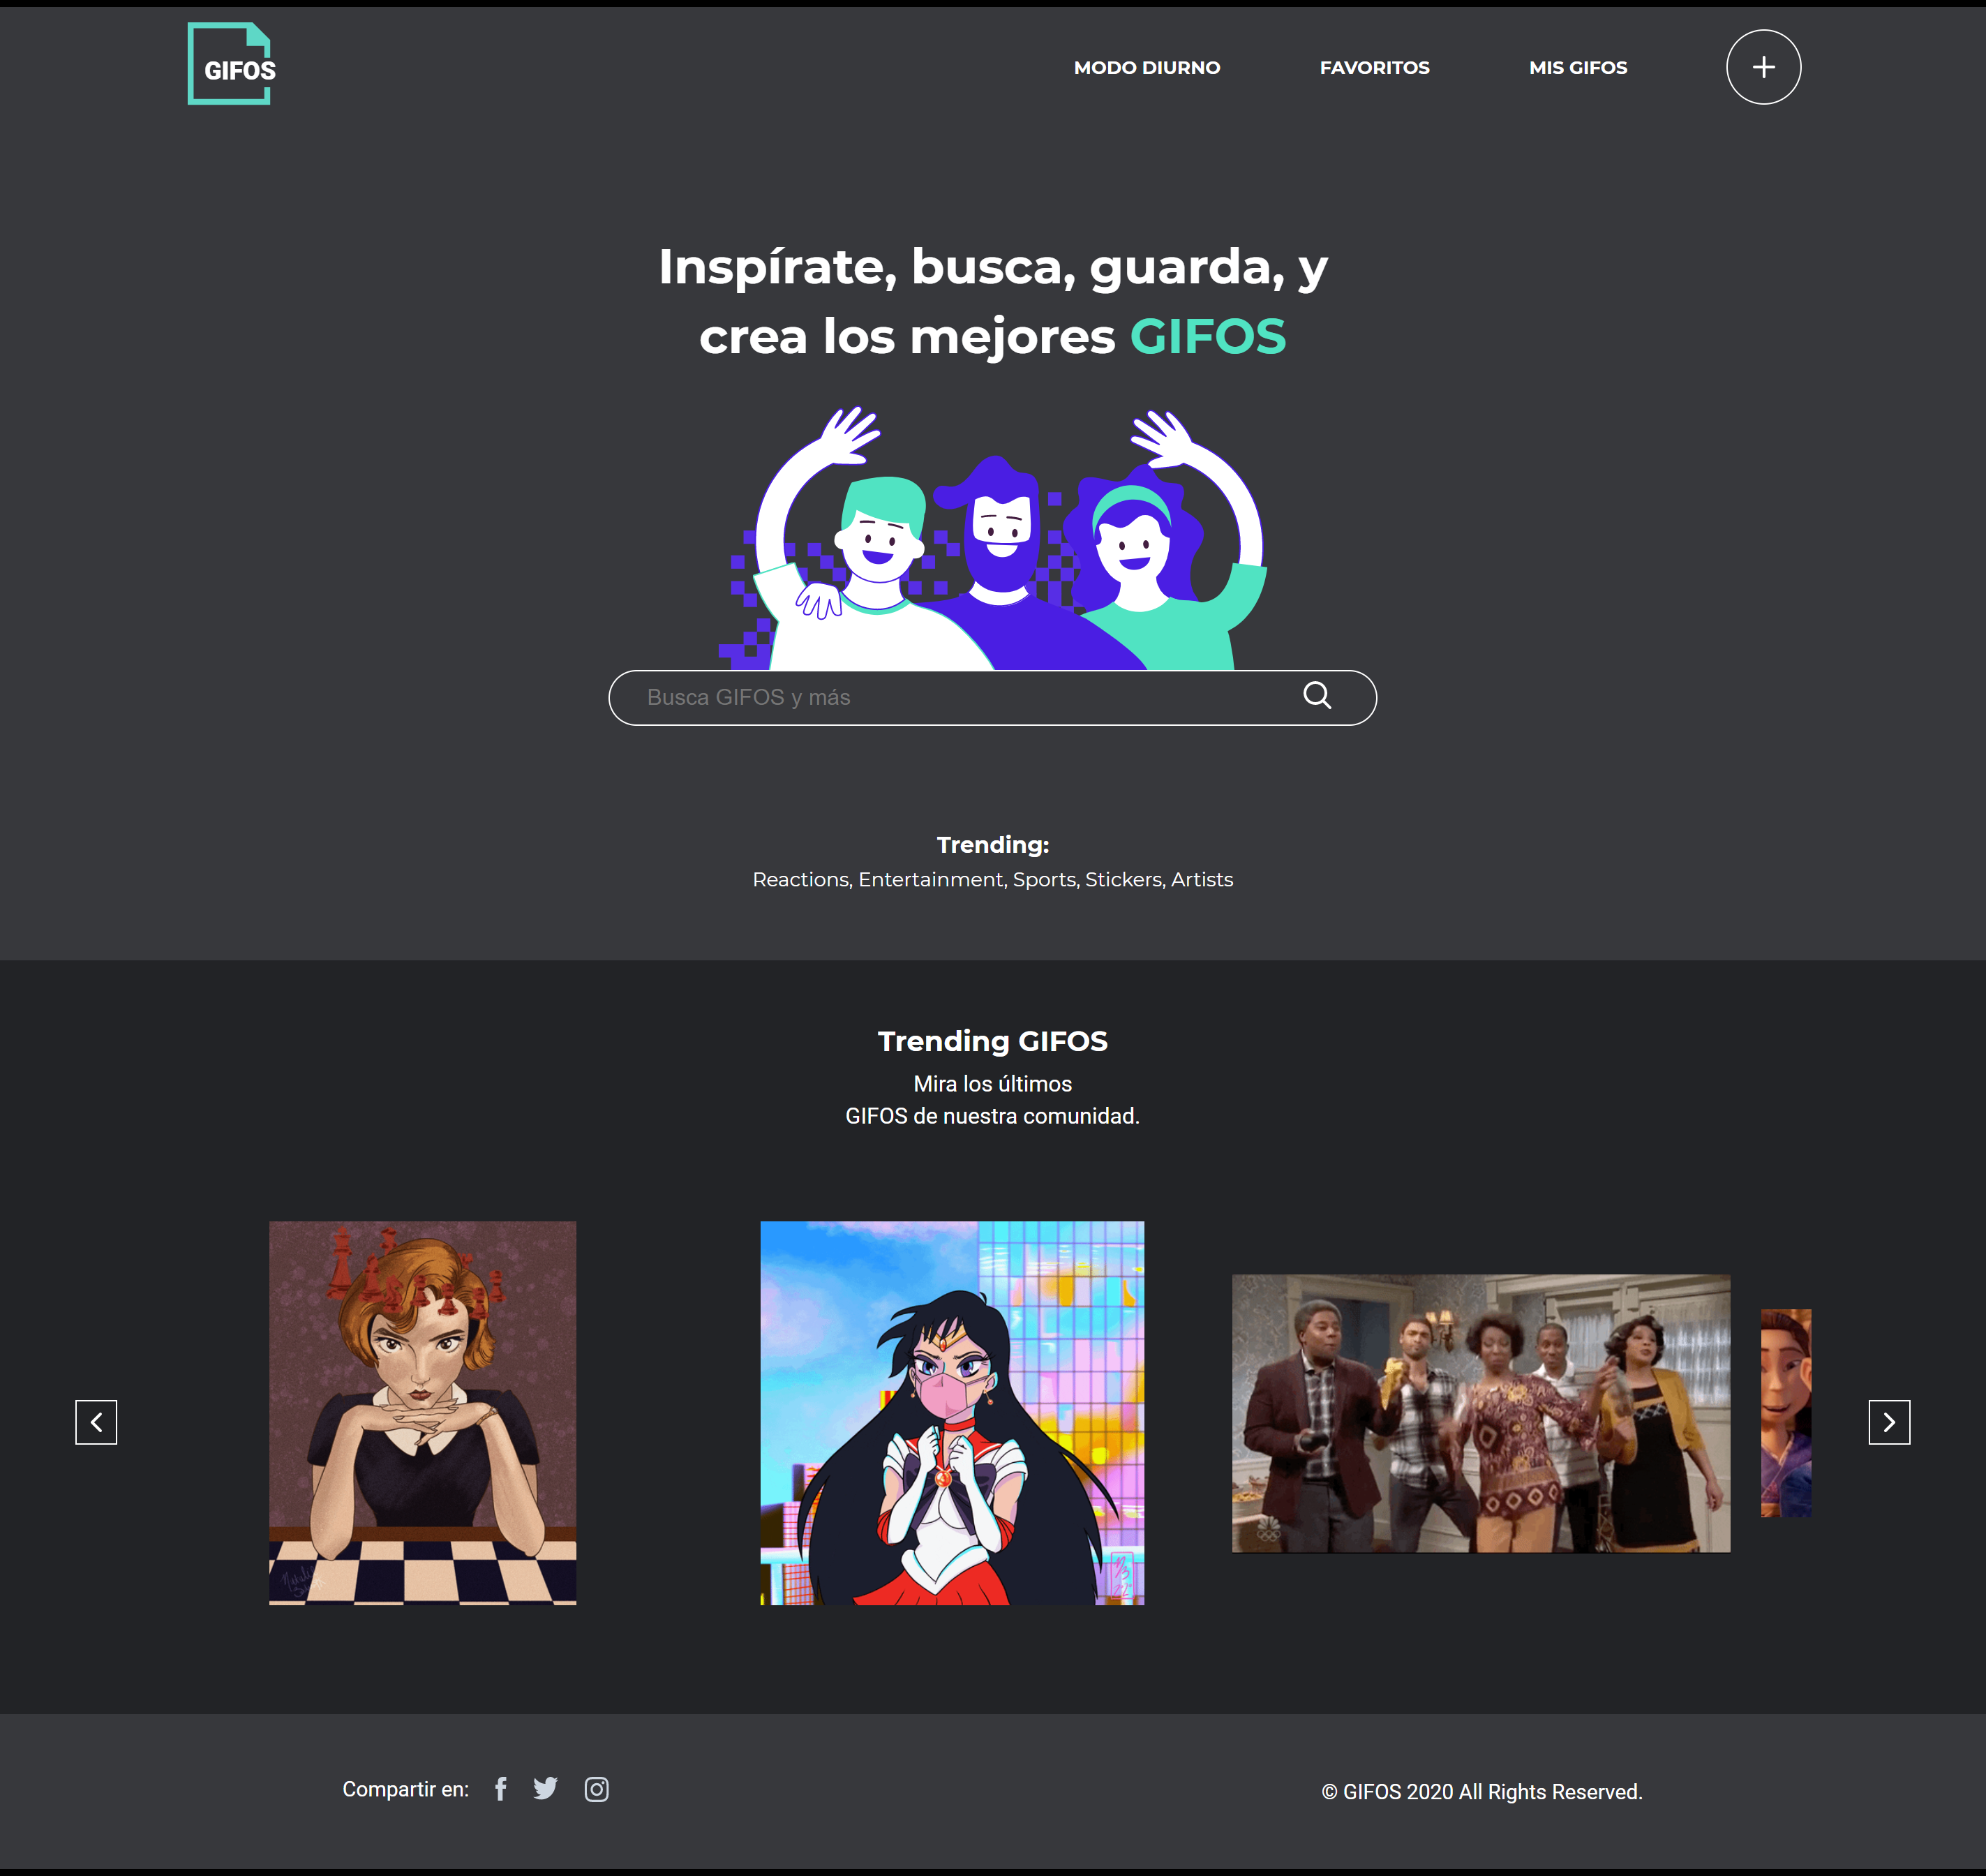 GIFOS
MODO DIURNO
FAVORITOS
MIS GIFOS
Inspírate, busca, guarda, y
crea los mejores GIFOS
Busca GIFOS y más
Trending:
Reactions, Entertainment, Sports, Stickers, Artists
Trending GIFOS
Mira los últimos
GIFOS de nuestra comunidad.
Compartir en:
© GIFOS 2020 All Rights Reserved.